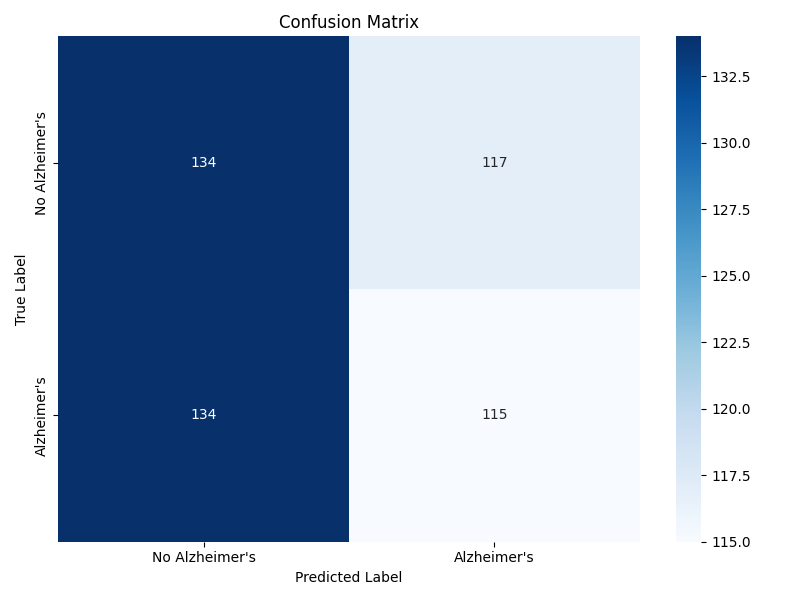 Confusion Matrix
True Label
No Alzheimer's
134
117
Alzheimer's
134
115
No Alzheimer's
Alzheimer's
Predicted Label
132.5
130.0
127.5
125.0
122.5
120.0
117.5
115.0